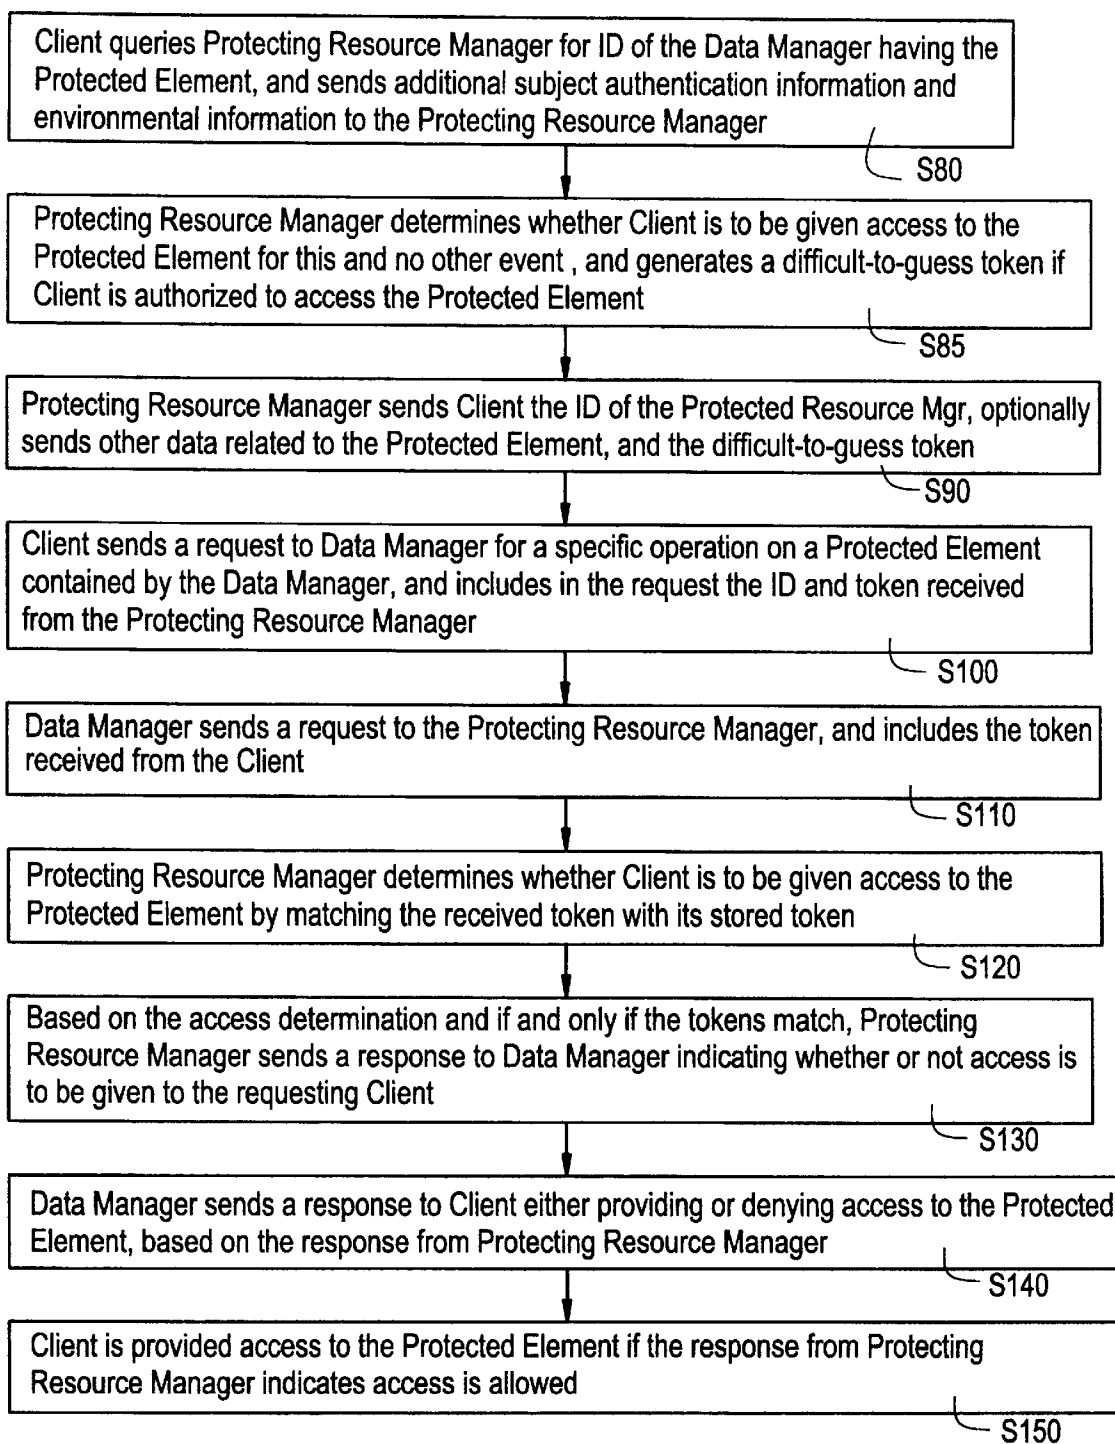 Client queries Protecting Resource Manager for ID of the Data Manager having the
Protected Element, and sends additional subject authentication information and
environmental information to the Protecting Resource Manager
S80
Protecting Resource Manager determines whether Client is to be given access to the
Protected Element for this and no other event , and generates a difficult-to-guess token if
Client is authorized to access the Protected Element
S85
Protecting Resource Manager sends Client the ID of the Protected Resource Mgr, optionally
sends other data related to the Protected Element, and the difficult-to-guess token
S90
Client sends a request to Data Manager for a specific operation on a Protected Element
contained by the Data Manager, and includes in the request the ID and token received
from the Protecting Resource Manager
S100
Data Manager sends a request to the Protecting Resource Manager, and includes the token
received from the Client
S110
Protecting Resource Manager determines whether Client is to be given access to the
Protected Element by matching the received token with its stored token
S120
Based on the access determination and if and only if the tokens match, Protecting
Resource Manager sends a response to Data Manager indicating whether or not access is
to be given to the requesting Client
S130
Data Manager sends a response to Client either providing or denying access to the Protected
Element, based on the response from Protecting Resource Manager
S140
Client is provided access to the Protected Element if the response from Protecting
Resource Manager indicates access is allowed
S150